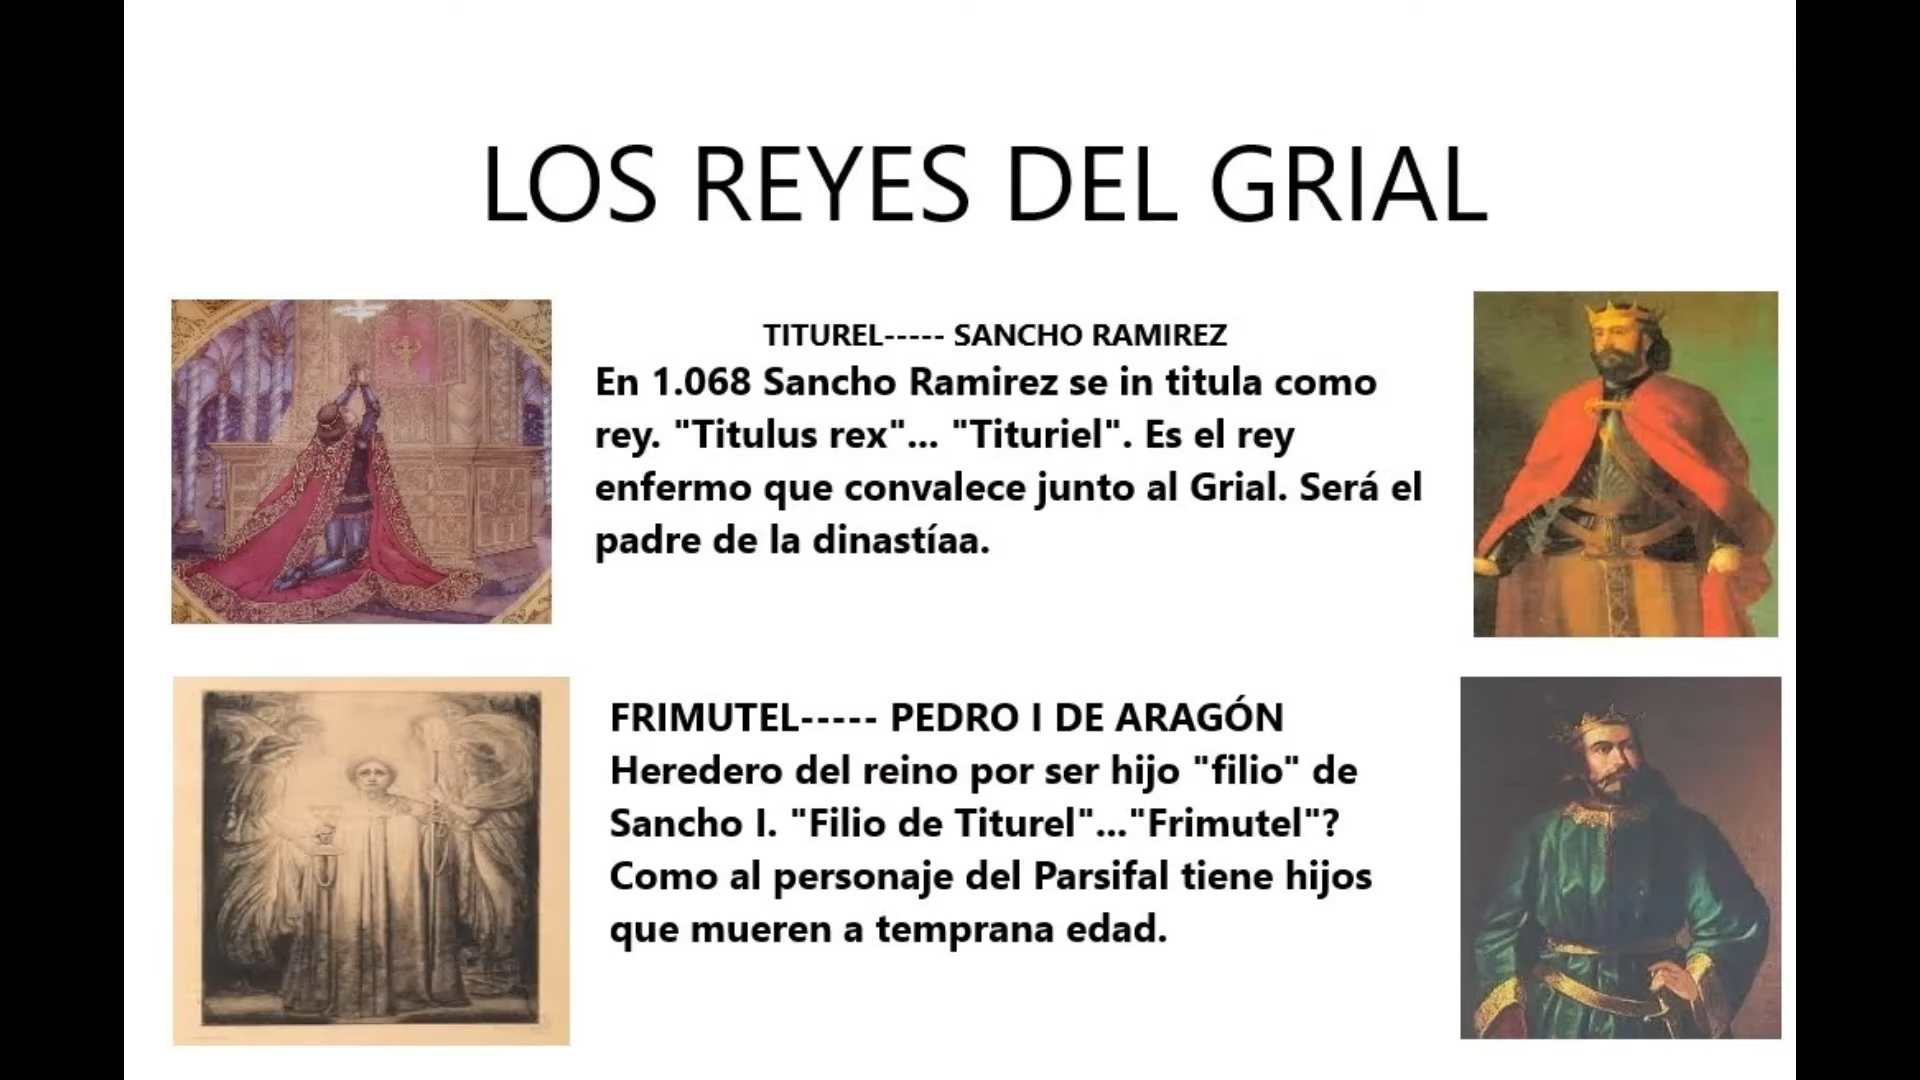 LOS REYES DEL GRIAL
TITUREL----- SANCHO RAMIREZ
En 1.068 Sancho Ramirez se in titula como
rey. "Titulus rex"... "Tituriel". Es el rey
enfermo que convalece junto al Grial. Será el
padre de la dinastíaa.
FRIMUTEL----- PEDRO I DE ARAGÓN
Heredero del reino por ser hijo "filio" de
Sancho I. "Filio de Titurel"..."Frimutel"?
Como al personaje del Parsifal tiene hijos
que mueren a temprana edad.